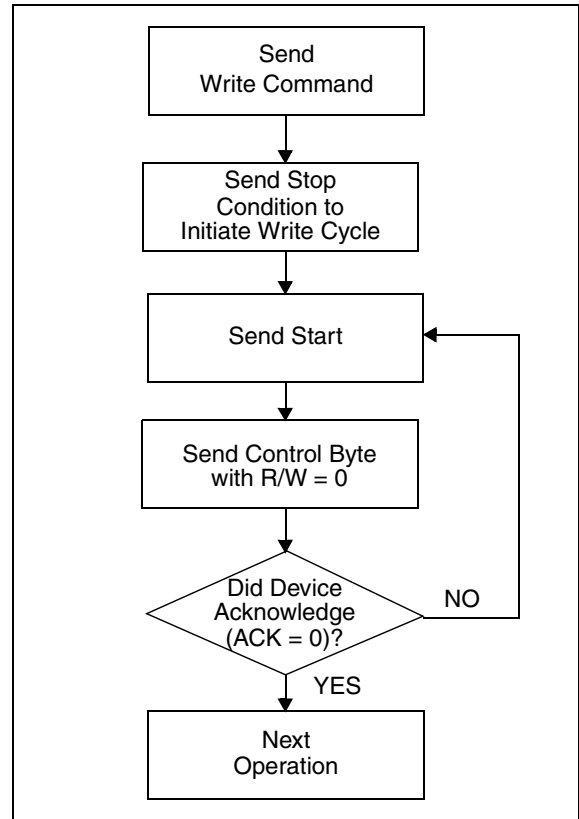 Send
Write Command
Send Stop
Condition to
Initiate Write Cycle
Send Start
Send Control Byte
with R/W = 0
Did Device
Acknowledge
(ACK = 0)?
NO
YES
Next
Operation